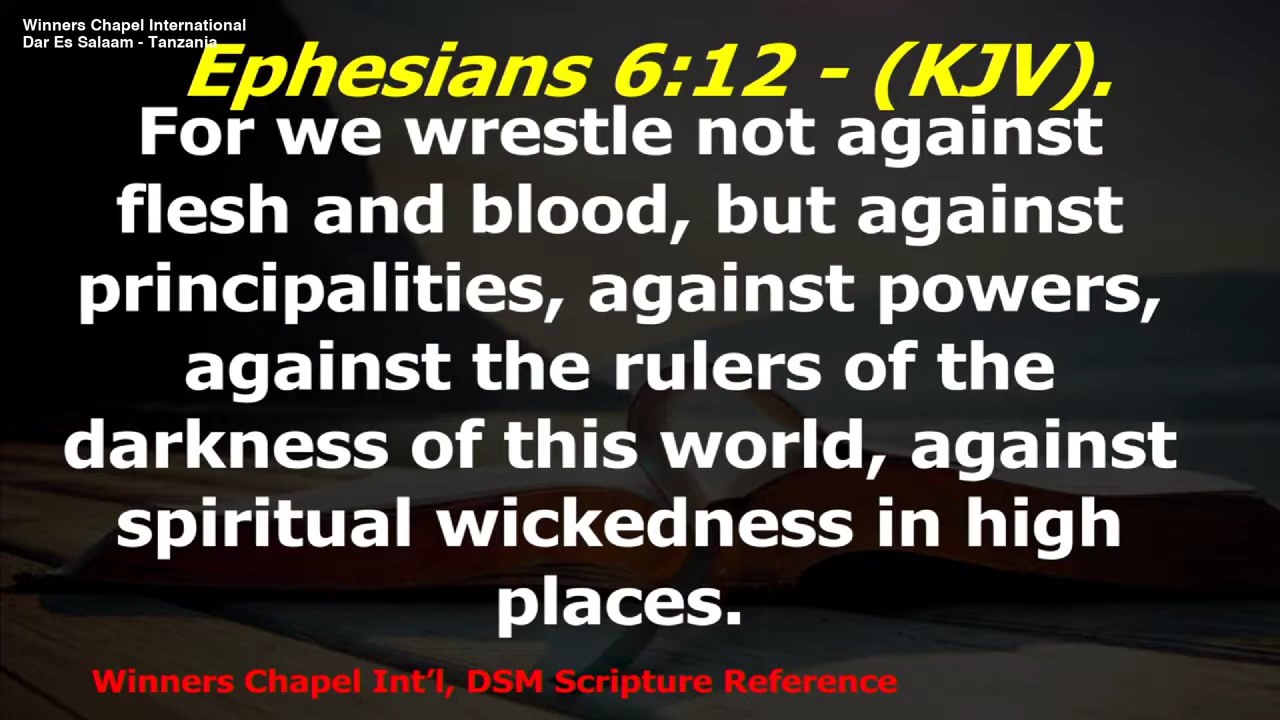 Winners Chapel International
Dar Es Salaam - Tanzania
Ephesians 6:12 - (KJV).
For we wrestle not against
flesh and blood, but against
principalities, against powers,
against the rulers of the
darkness of this world, against
spiritual wickedness in high
places.
Winners Chapel Int’l, DSM Scripture Reference